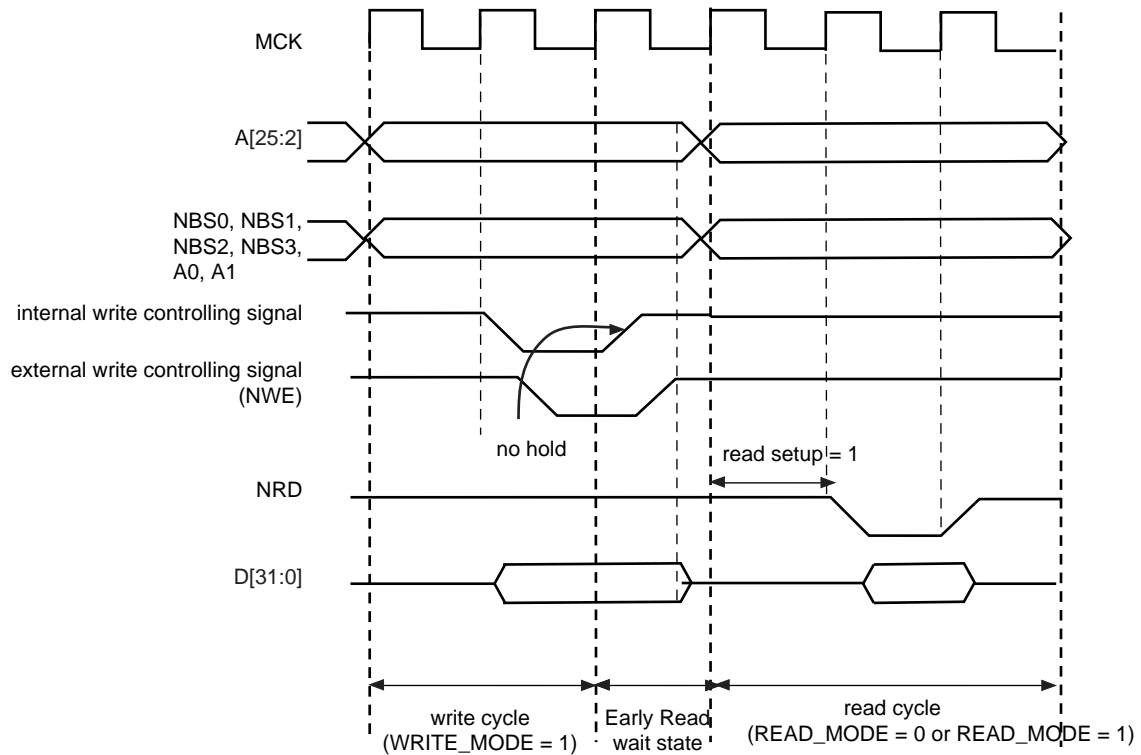 MCK
A[25:2]
NBS0, NBS1,
NBS2, NBS3,
A0, A1
internal write controlling signal
external write controlling signal
(NWE)
no hold
read setup = 1
NRD
D[31:0]
write cycle
(WRITE_MODE = 1)
Early Read
wait state
read cycle
(READ_MODE = 0 or READ_MODE = 1)